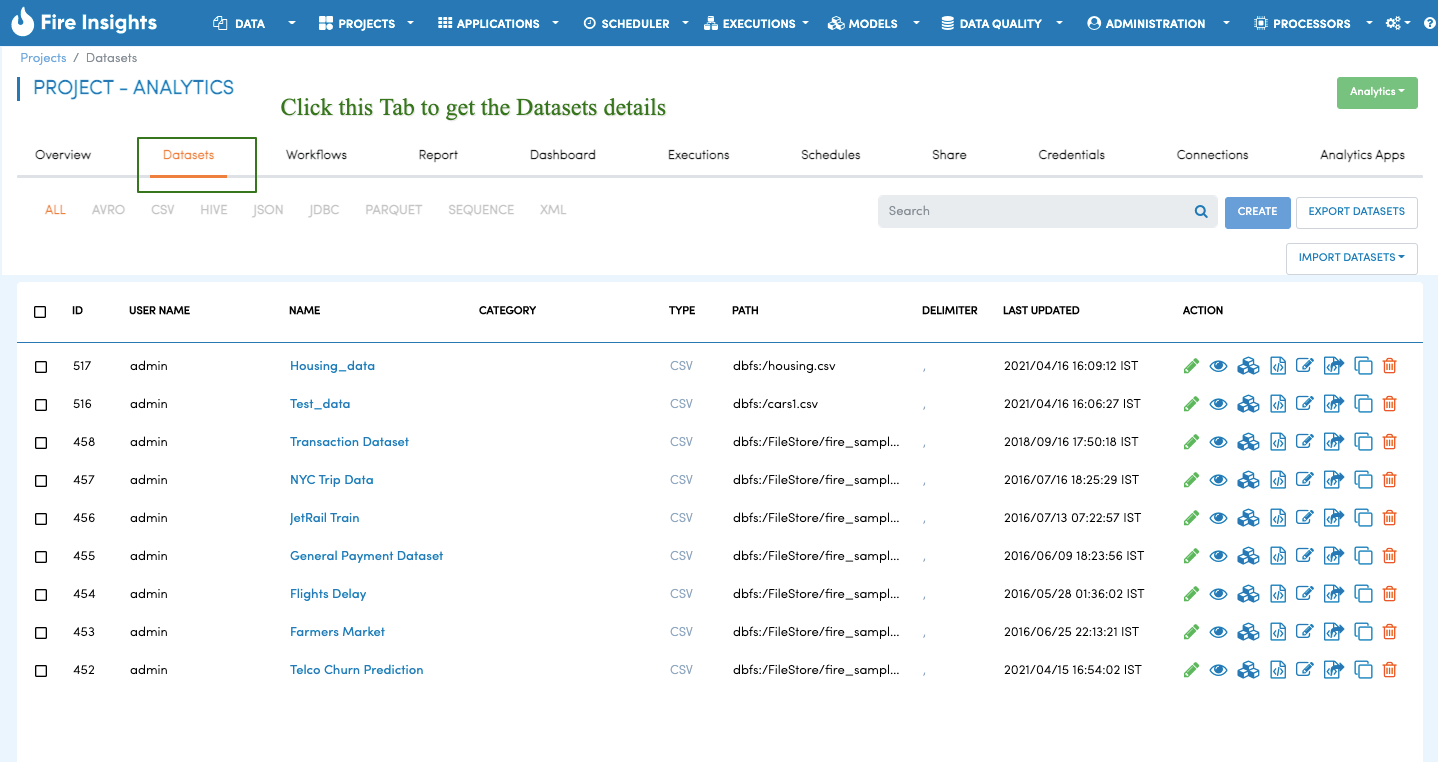 Fire Insights DATA PROJECTS APPLICATIONS SCHEDULER EXECUTIONS MODELS DATA QUALITY ADMINISTRATION PROCESSORS
Projects / Datasets
PROJECT - ANALYTICS
Analytics
Click this Tab to get the Datasets details
Overview Datasets Workflows Report Dashboard Executions Schedules Share Credentials Connections Analytics Apps
ALL AVRO CSV HIVE JSON JDBC PARQUET SEQUENCE XML Search CREATE EXPORT DATASETS
IMPORT DATASETS
ID USER NAME NAME CATEGORY TYPE PATH DELIMITER LAST UPDATED ACTION
517 admin Housing_data CSV dbfs:/housing.csv , 2021/04/16 16:09:12 IST
516 admin Test_data CSV dbfs:/cars1.csv , 2021/04/16 16:06:27 IST
458 admin Transaction Dataset CSV dbfs:/FileStore/fire_sampl... , 2018/09/16 17:50:18 IST
457 admin NYC Trip Data CSV dbfs:/FileStore/fire_sampl... , 2016/07/16 18:25:29 IST
456 admin JetRail Train CSV dbfs:/FileStore/fire_sampl... , 2016/07/13 07:22:57 IST
455 admin General Payment Dataset CSV dbfs:/FileStore/fire_sampl... , 2016/06/09 18:23:56 IST
454 admin Flights Delay CSV dbfs:/FileStore/fire_sampl... , 2016/05/28 01:36:02 IST
453 admin Farmers Market CSV dbfs:/FileStore/fire_sampl... , 2016/06/25 22:13:21 IST
452 admin Telco Churn Prediction CSV dbfs:/FileStore/fire_sampl... , 2021/04/15 16:54:02 IST